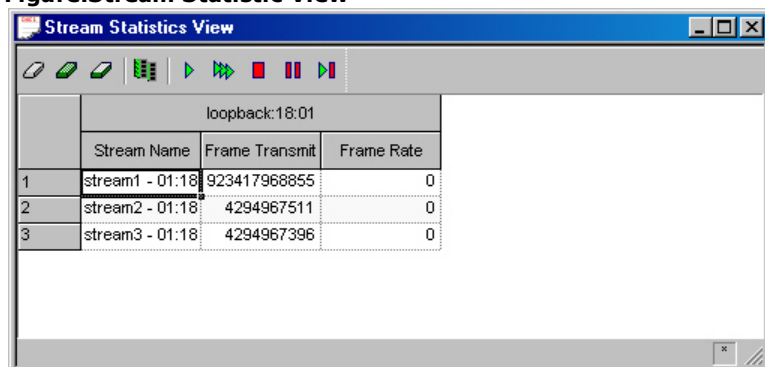 Figure:Stream Statistic View
Stream Statistics View
loopback:18:01
Stream Name Frame Transmit Frame Rate
1 stream1 - 01:18 923417968855 0
2 stream2 - 01:18 4294967511 0
3 stream3 - 01:18 4294967396 0